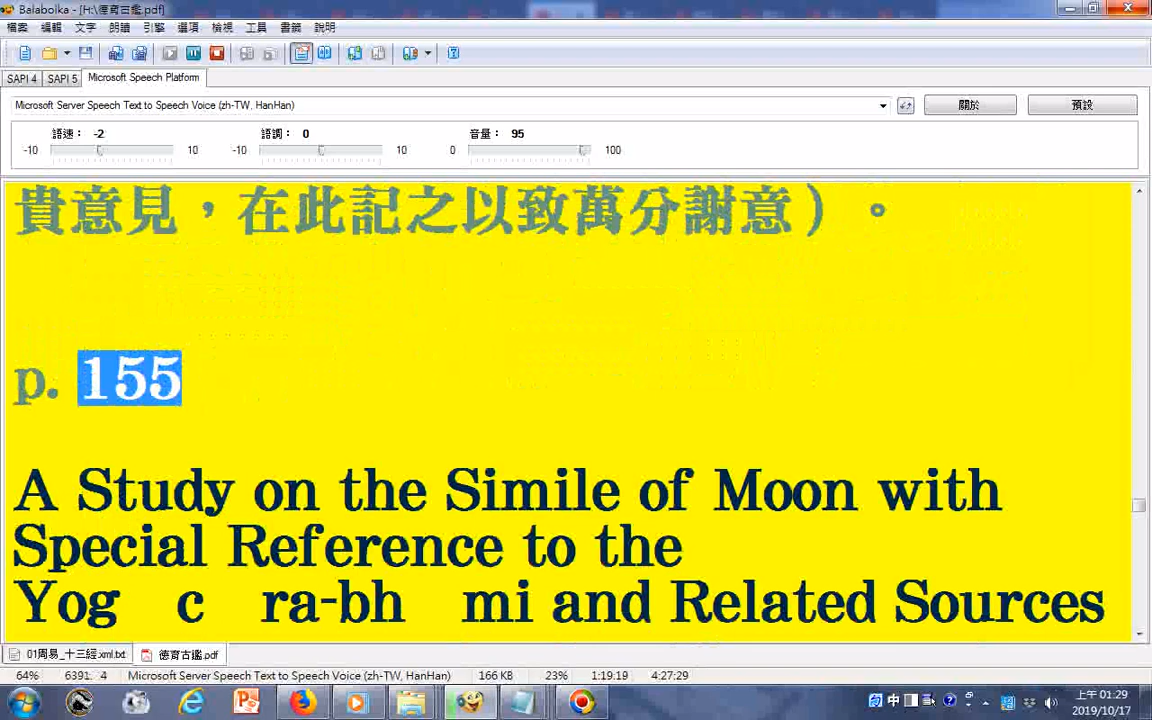 Balabolka - [H:\德育古鑑.pdf]
檔案 編輯 文字 朗讀 引擎 選項 檢視 工具 書籤 說明
SAPI 4 SAPI 5 Microsoft Speech Platform
Microsoft Server Speech Text to Speech Voice (zh-TW, HanHan) 關於 預設
語速： -2 語調： 0 音量： 95
-10 10 -10 10 0 100
貴意見，在此記之以致萬分謝意）。
p. 155
A Study on the Simile of Moon with
Special Reference to the
Yog c ra-bh mi and Related Sources
01周易_十三經.xml.txt 德育古鑑.pdf
64% 6391: 4 Microsoft Server Speech Text to Speech Voice (zh-TW, HanHan) 166 KB 23% 1:19:19 4:27:29
中 上午 01:29
2019/10/17